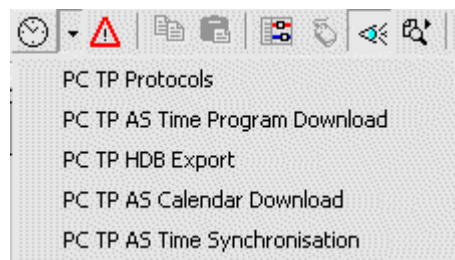 PC TP Protocols
PC TP AS Time Program Download
PC TP HDB Export
PC TP AS Calendar Download
PC TP AS Time Synchronisation